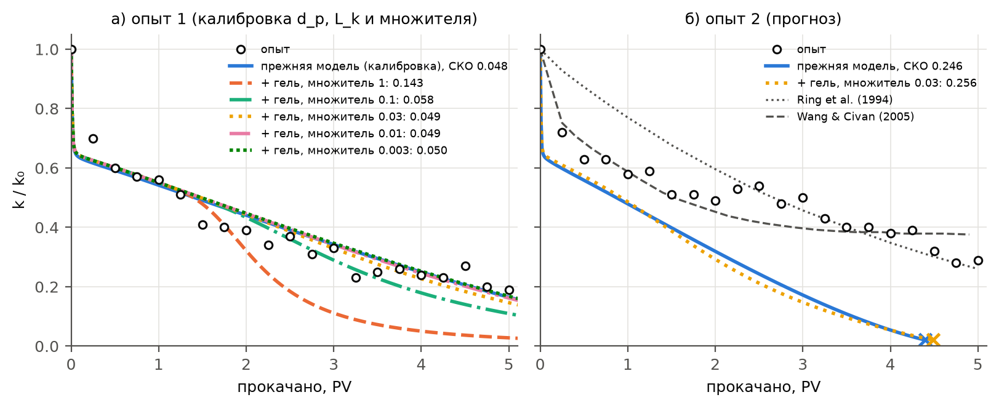 а) опыт 1 (калибровка d_p, L_k и множителя)
k / k₀
1.0
0.8
0.6
0.4
0.2
0.0
опыт
прежняя модель (калибровка), СКО 0.048
+ гель, множитель 1: 0.143
+ гель, множитель 0.1: 0.058
+ гель, множитель 0.03: 0.049
+ гель, множитель 0.01: 0.049
+ гель, множитель 0.003: 0.050
0 1 2 3 4 5
прокачано, PV
б) опыт 2 (прогноз)
опыт
прежняя модель, СКО 0.246
+ гель, множитель 0.03: 0.256
Ring et al. (1994)
Wang & Civan (2005)
0 1 2 3 4 5
прокачано, PV